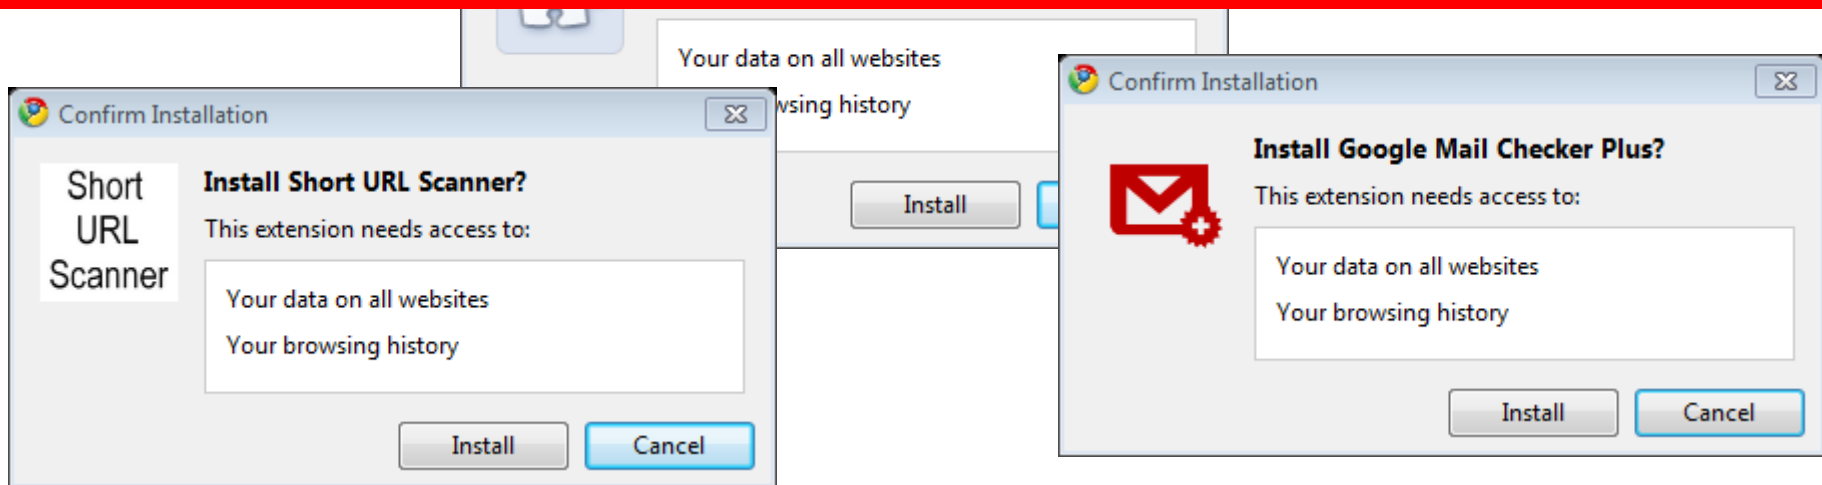 Your data on all websites
wsing history
Install
Confirm Installation
Short
URL
Scanner
Install Short URL Scanner?
This extension needs access to:
Your data on all websites
Your browsing history
Install
Cancel
Confirm Installation
Install Google Mail Checker Plus?
This extension needs access to:
Your data on all websites
Your browsing history
Install
Cancel